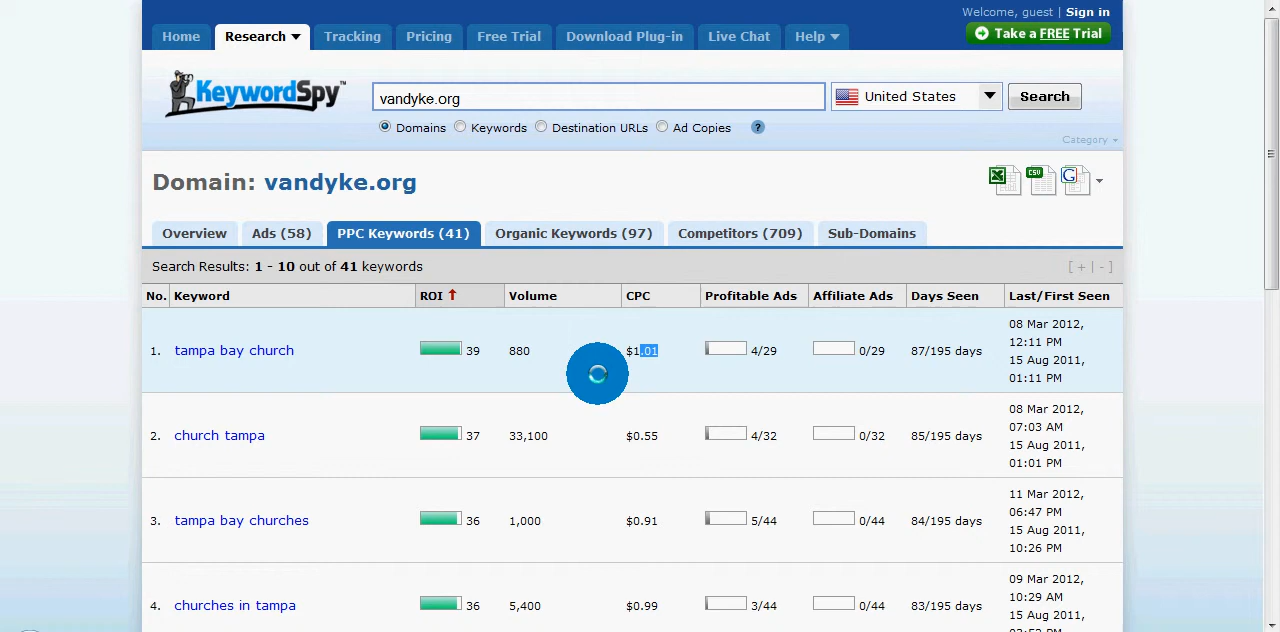 Welcome, guest | Sign in
Home Research ▼ Tracking Pricing Free Trial Download Plug-in Live Chat Help ▼ Take a FREE Trial
KeywordSpy™ vandyke.org United States Search
Domains Keywords Destination URLs Ad Copies ?
Category
Domain: vandyke.org
Overview Ads (58) PPC Keywords (41) Organic Keywords (97) Competitors (709) Sub-Domains
Search Results: 1 - 10 out of 41 keywords [ + | - ]
No. Keyword ROI Volume CPC Profitable Ads Affiliate Ads Days Seen Last/First Seen
1. tampa bay church 39 880 $1.01 4/29 0/29 87/195 days 08 Mar 2012,
12:11 PM
15 Aug 2011,
01:11 PM
2. church tampa 37 33,100 $0.55 4/32 0/32 85/195 days 08 Mar 2012,
07:03 AM
15 Aug 2011,
01:01 PM
3. tampa bay churches 36 1,000 $0.91 5/44 0/44 84/195 days 11 Mar 2012,
06:47 PM
15 Aug 2011,
10:26 PM
4. churches in tampa 36 5,400 $0.99 3/44 0/44 83/195 days 09 Mar 2012,
10:29 AM
15 Aug 2011,